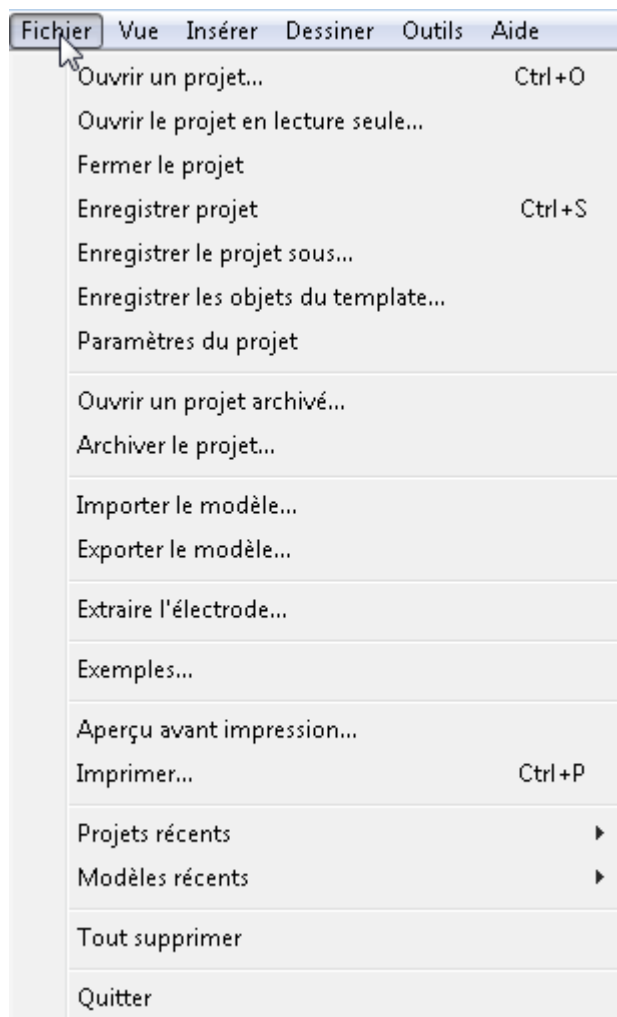 Fichier Vue Insérer Dessiner Outils Aide
Ouvrir un projet... Ctrl+O
Ouvrir le projet en lecture seule...
Fermer le projet
Enregistrer projet Ctrl+S
Enregistrer le projet sous...
Enregistrer les objets du template...
Paramètres du projet
Ouvrir un projet archivé...
Archiver le projet...
Importer le modèle...
Exporter le modèle...
Extraire l'électrode...
Exemples...
Aperçu avant impression...
Imprimer... Ctrl+P
Projets récents
Modèles récents
Tout supprimer
Quitter